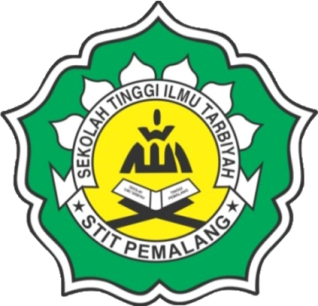 SEKOLAH TINGGI ILMU TARBIYAH
STIT PEMALANG